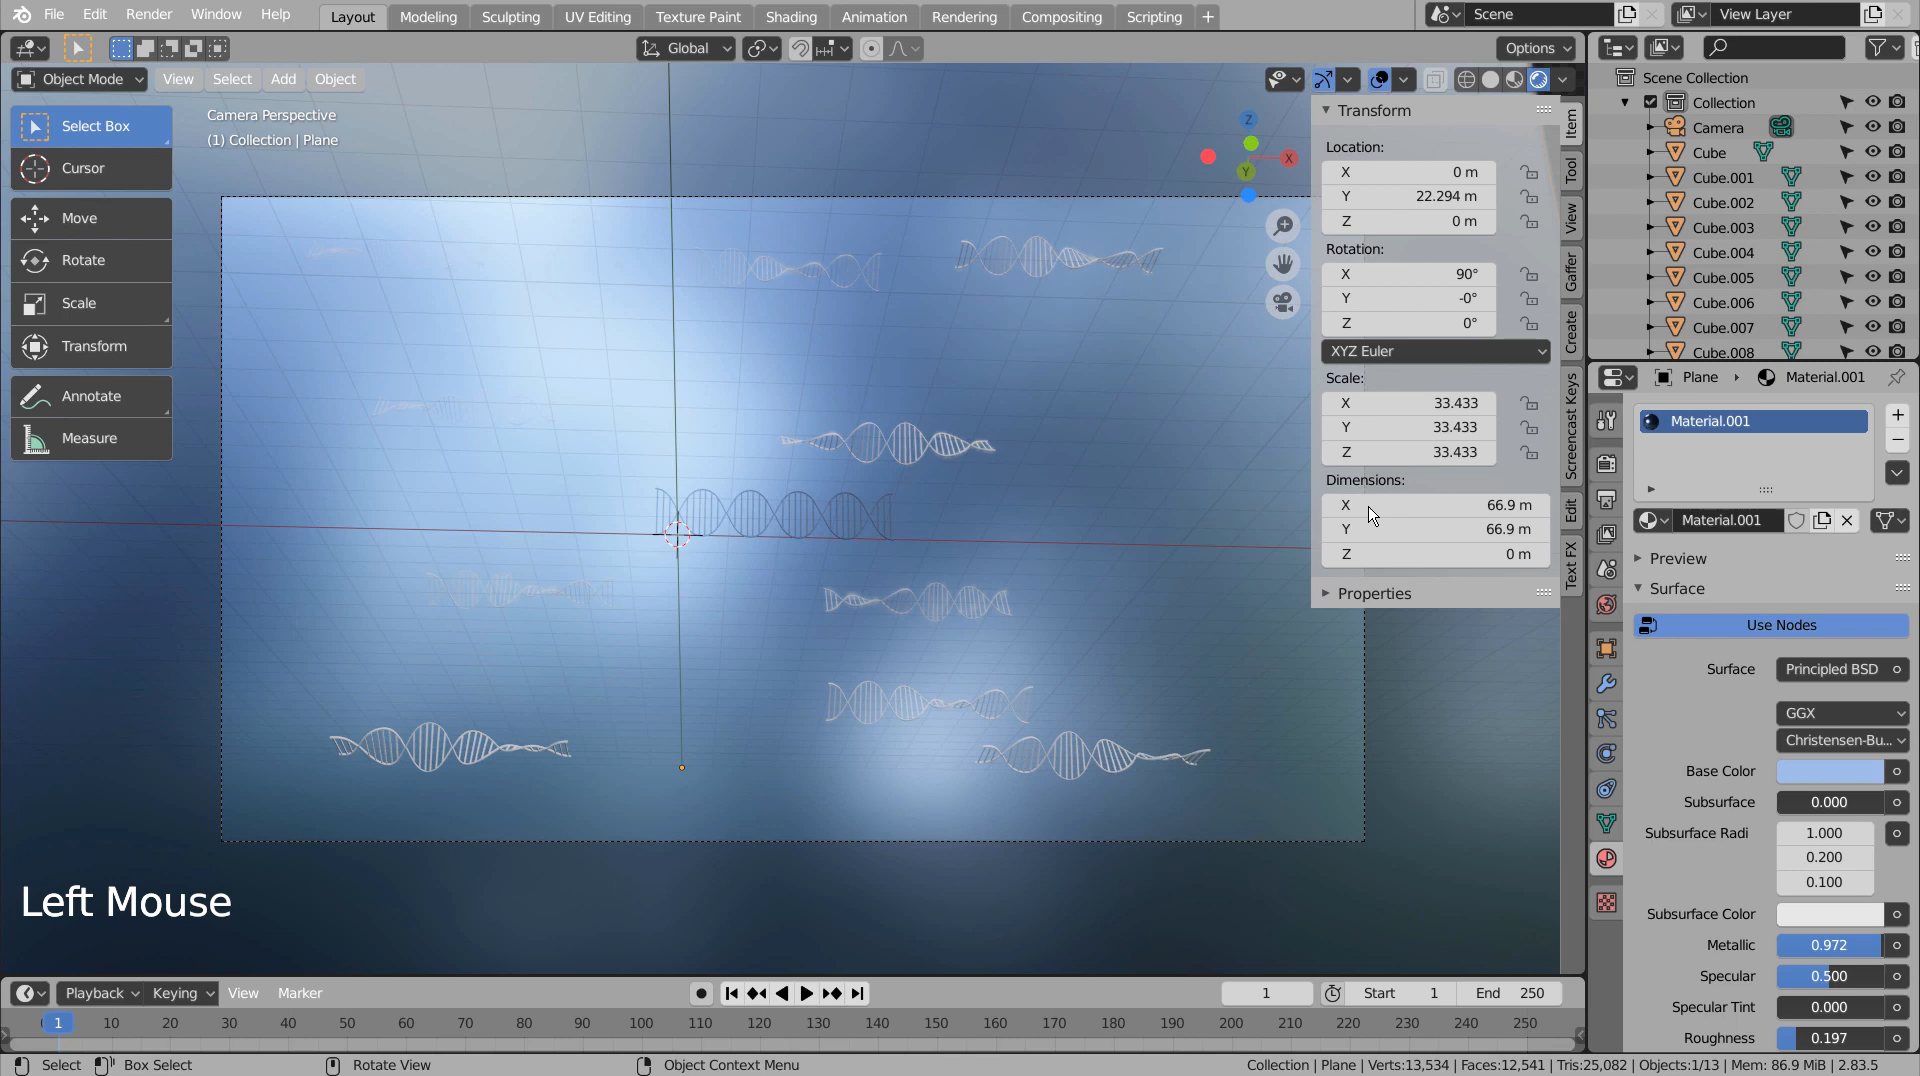 File Edit Render Window Help
Layout Modeling Sculpting UV Editing Texture Paint Shading Animation Rendering Compositing Scripting +
Scene
View Layer
Global
Options
Object Mode View Select Add Object
Select Box
Cursor
Move
Rotate
Scale
Transform
Annotate
Measure
Camera Perspective
(1) Collection | Plane
Z
X
Y
Transform
Location:
X 0 m
Y 22.294 m
Z 0 m
Rotation:
X 90°
Y -0°
Z 0°
XYZ Euler
Scale:
X 33.433
Y 33.433
Z 33.433
Dimensions:
X 66.9 m
Y 66.9 m
Z 0 m
Properties
Item
Tool
View
Gaffer
Create
Screencast Keys
Edit
Text FX
Scene Collection
Collection
Camera
Cube
Cube.001
Cube.002
Cube.003
Cube.004
Cube.005
Cube.006
Cube.007
Cube.008
Plane Material.001
Material.001
Material.001
Preview
Surface
Use Nodes
Surface Principled BSD
GGX
Christensen-Bu...
Base Color
Subsurface 0.000
Subsurface Radi 1.000
0.200
0.100
Subsurface Color
Metallic 0.972
Specular 0.500
Specular Tint 0.000
Roughness 0.197
Left Mouse
Playback Keying View Marker
1
Start 1
End 250
1 10 20 30 40 50 60 70 80 90 100 110 120 130 140 150 160 170 180 190 200 210 220 230 240 250
Select Box Select Rotate View Object Context Menu
Collection | Plane | Verts:13,534 | Faces:12,541 | Tris:25,082 | Objects:1/13 | Mem: 86.9 MiB | 2.83.5